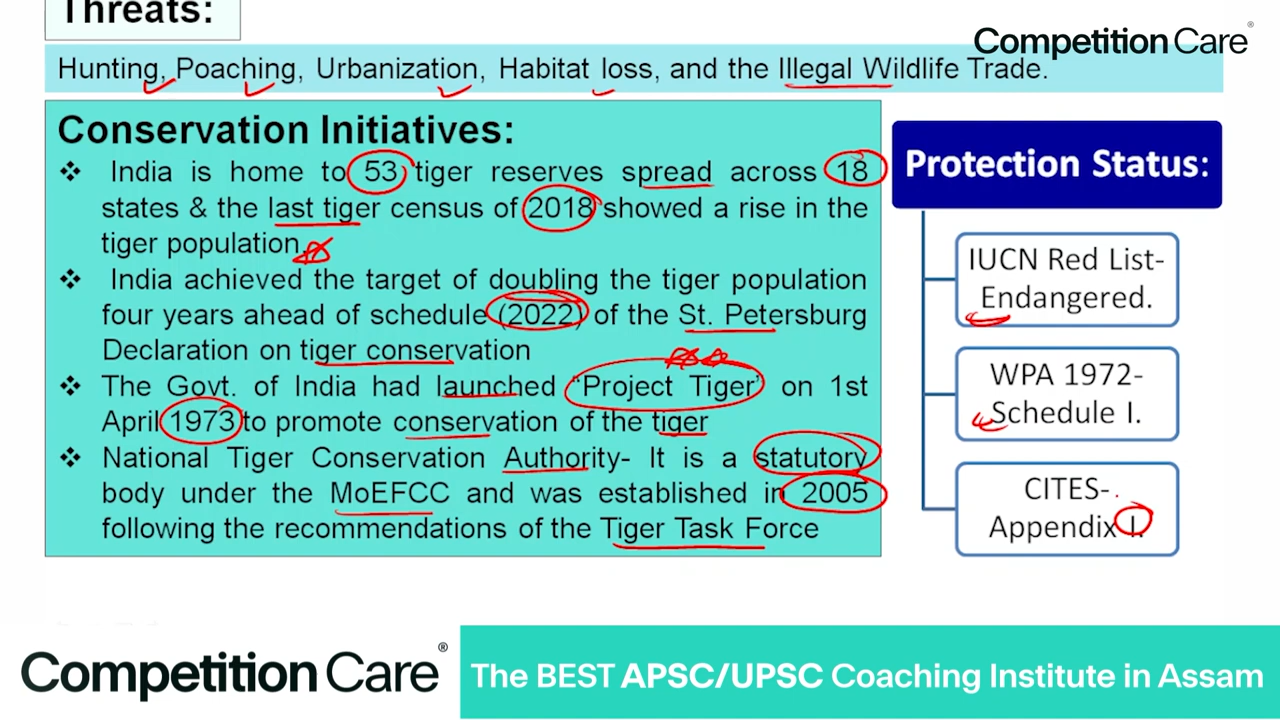 Threats:
Competition Care®
Hunting, Poaching, Urbanization, Habitat loss, and the Illegal Wildlife Trade.
Conservation Initiatives:
❖ India is home to 53 tiger reserves spread across 18
states & the last tiger census of 2018 showed a rise in the
tiger population.
❖ India achieved the target of doubling the tiger population
four years ahead of schedule (2022) of the St. Petersburg
Declaration on tiger conservation
❖ The Govt. of India had launched “Project Tiger” on 1st
April 1973 to promote conservation of the tiger
❖ National Tiger Conservation Authority- It is a statutory
body under the MoEFCC and was established in 2005
following the recommendations of the Tiger Task Force
Protection Status:
IUCN Red List-
Endangered.
WPA 1972-
Schedule I.
CITES-
Appendix I.
Competition Care®
The BEST APSC/UPSC Coaching Institute in Assam